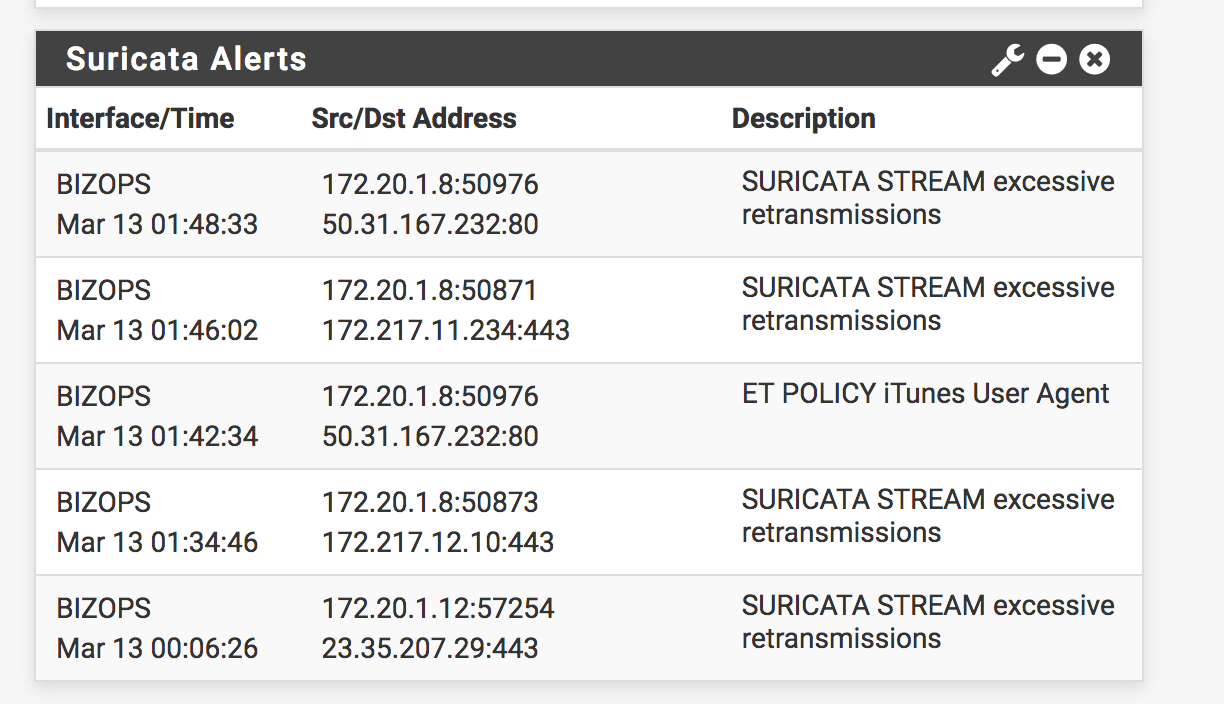 Suricata Alerts
Interface/Time Src/Dst Address Description
BIZOPS 172.20.1.8:50976 SURICATA STREAM excessive
Mar 13 01:48:33 50.31.167.232:80 retransmissions
BIZOPS 172.20.1.8:50871 SURICATA STREAM excessive
Mar 13 01:46:02 172.217.11.234:443 retransmissions
BIZOPS 172.20.1.8:50976 ET POLICY iTunes User Agent
Mar 13 01:42:34 50.31.167.232:80
BIZOPS 172.20.1.8:50873 SURICATA STREAM excessive
Mar 13 01:34:46 172.217.12.10:443 retransmissions
BIZOPS 172.20.1.12:57254 SURICATA STREAM excessive
Mar 13 00:06:26 23.35.207.29:443 retransmissions